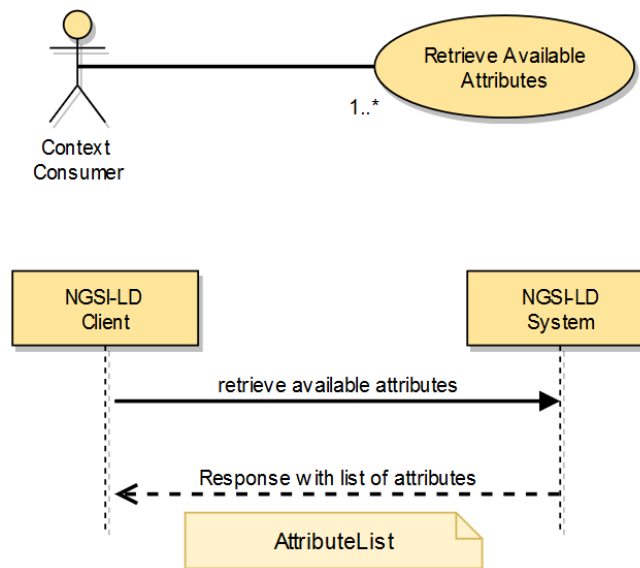 Retrieve Available
Attributes
1..*
Context
Consumer
NGSI-LD
Client
NGSI-LD
System
retrieve available attributes
Response with list of attributes
AttributeList